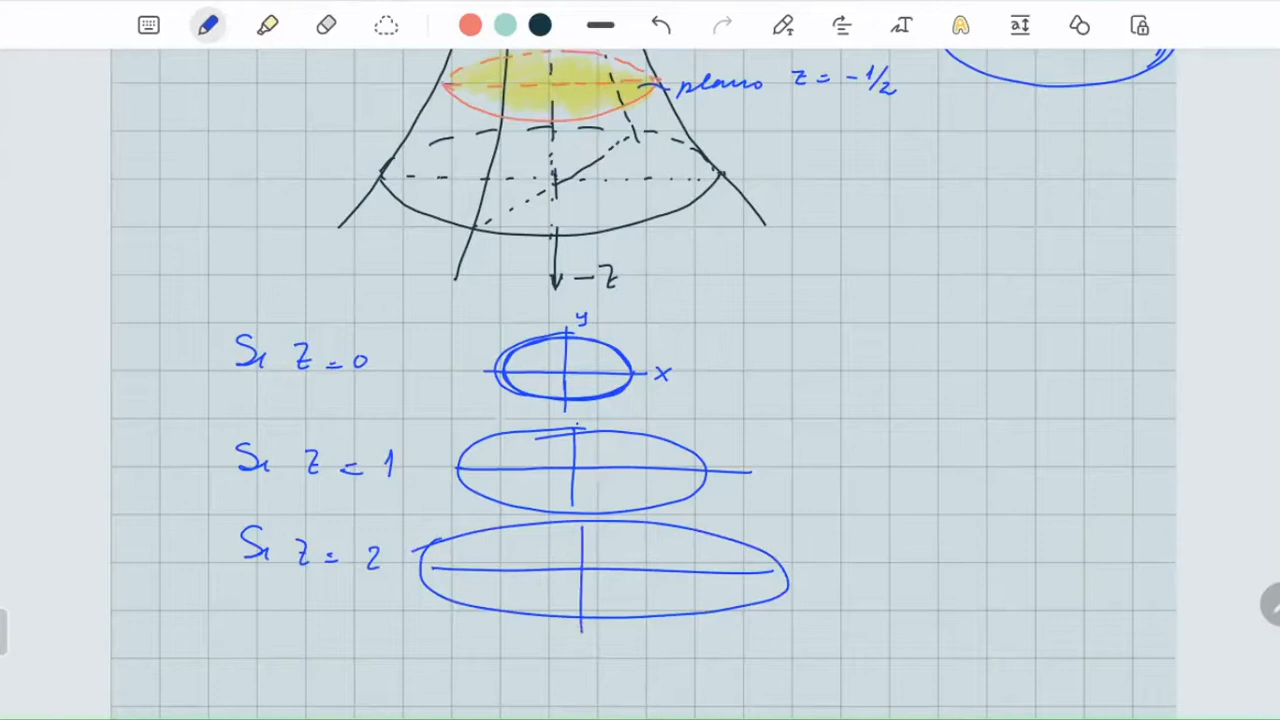 plano z = -1/2
-z
y
Si z = 0
x
Si z = 1
Si z = 2